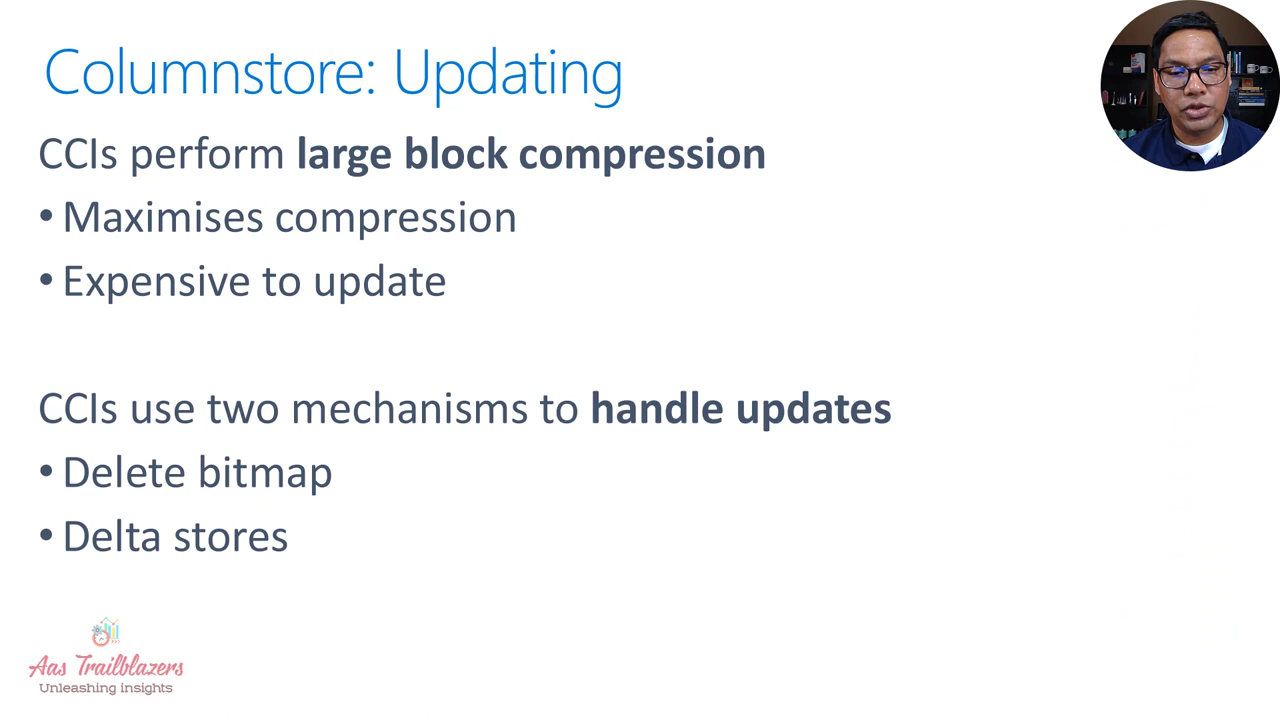 Columnstore: Updating
CCIs perform large block compression
• Maximises compression
• Expensive to update
CCIs use two mechanisms to handle updates
• Delete bitmap
• Delta stores
Aas Trailblazers
Unleashing insights